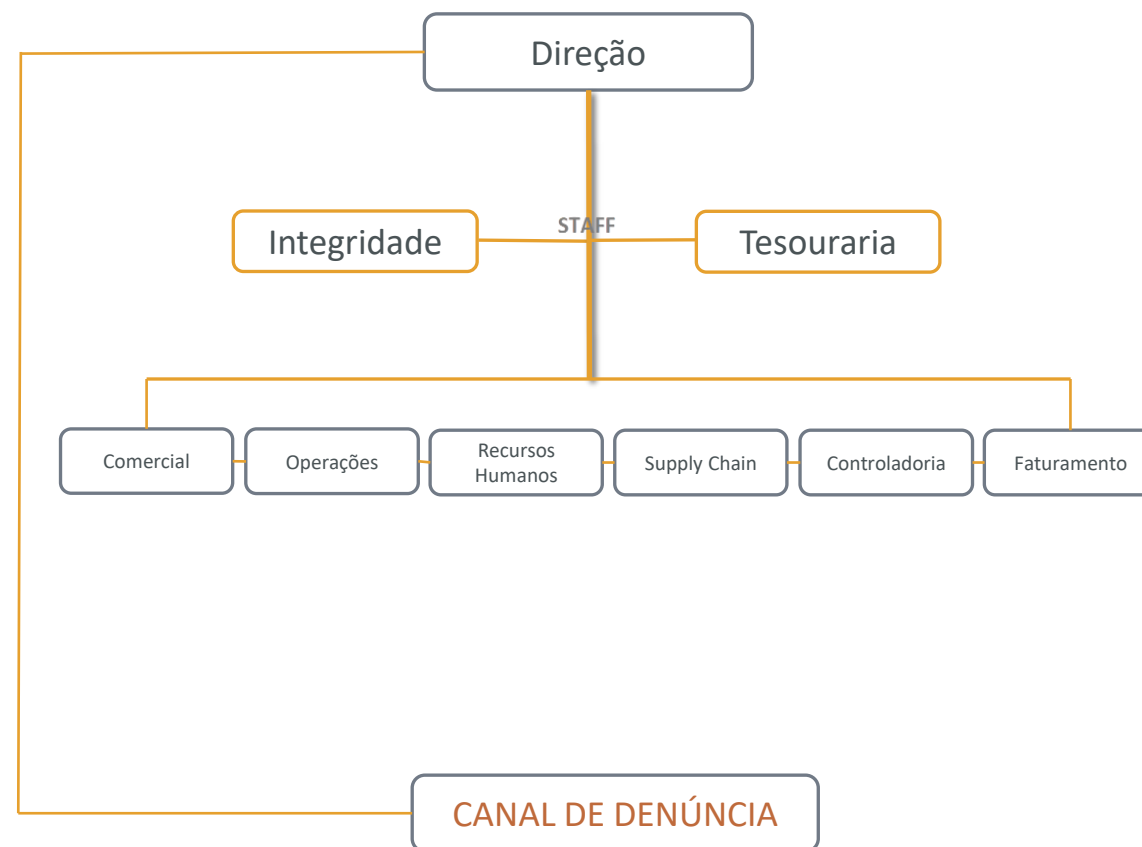 Direção
STAFF
Integridade
Tesouraria
Comercial
Operações
Recursos
Humanos
Supply Chain
Controladoria
Faturamento
CANAL DE DENÚNCIA